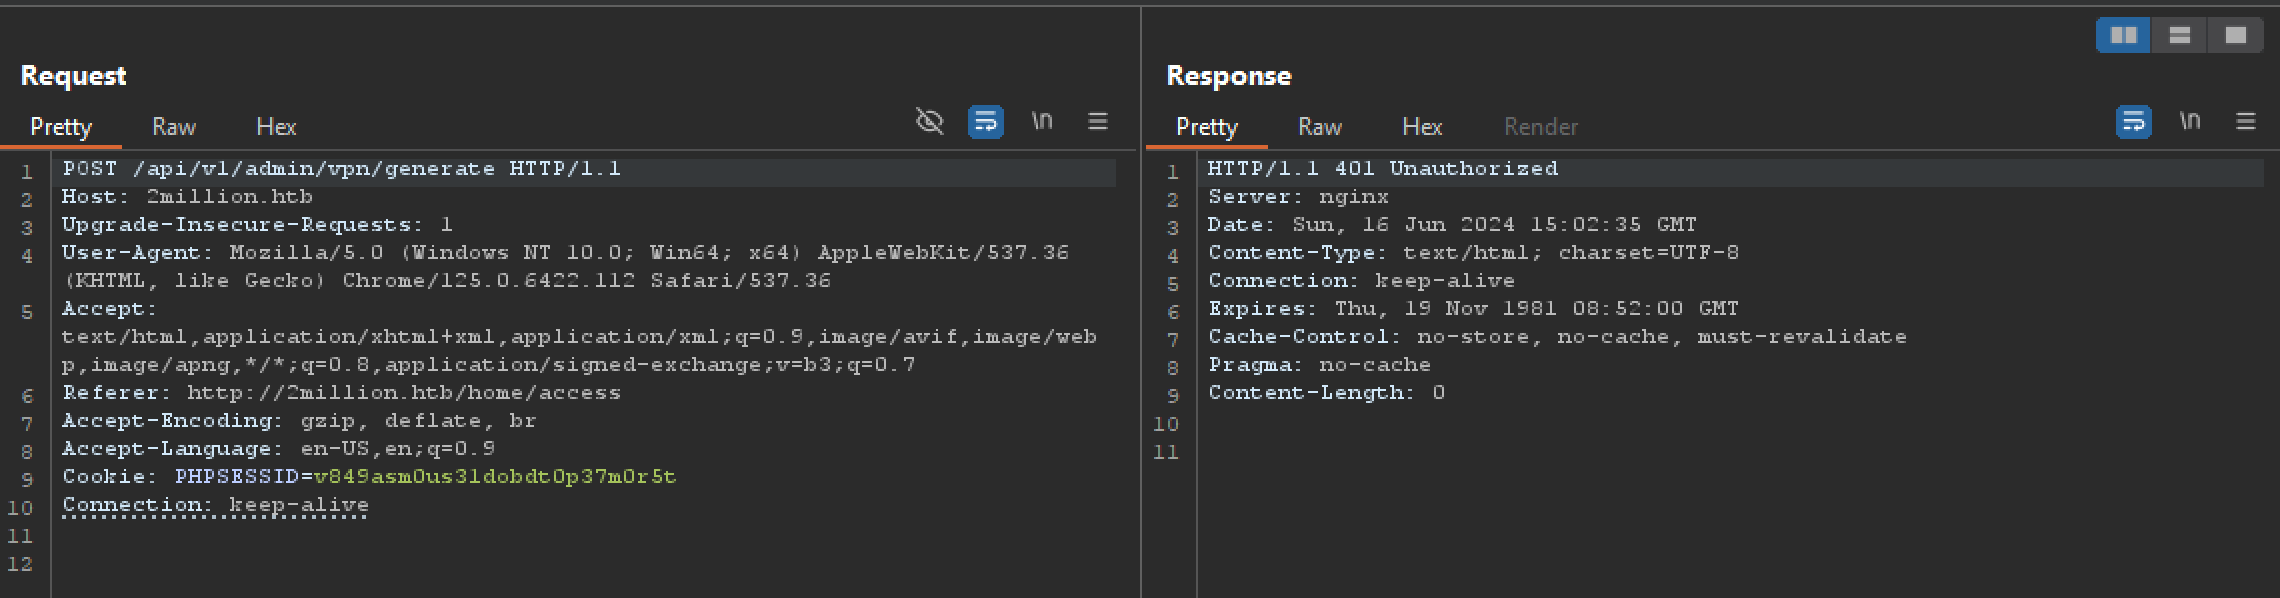 Request
Pretty Raw Hex
\n
1 POST /api/v1/admin/vpn/generate HTTP/1.1
2 Host: 2million.htb
3 Upgrade-Insecure-Requests: 1
4 User-Agent: Mozilla/5.0 (Windows NT 10.0; Win64; x64) AppleWebKit/537.36
(KHTML, like Gecko) Chrome/125.0.6422.112 Safari/537.36
5 Accept:
text/html,application/xhtml+xml,application/xml;q=0.9,image/avif,image/web
p,image/apng,*/*;q=0.8,application/signed-exchange;v=b3;q=0.7
6 Referer: http://2million.htb/home/access
7 Accept-Encoding: gzip, deflate, br
8 Accept-Language: en-US,en;q=0.9
9 Cookie: PHPSESSID=v849asm0us3ldobdt0p37m0r5t
10 Connection: keep-alive
11
12
Response
Pretty Raw Hex Render
\n
1 HTTP/1.1 401 Unauthorized
2 Server: nginx
3 Date: Sun, 16 Jun 2024 15:02:35 GMT
4 Content-Type: text/html; charset=UTF-8
5 Connection: keep-alive
6 Expires: Thu, 19 Nov 1981 08:52:00 GMT
7 Cache-Control: no-store, no-cache, must-revalidate
8 Pragma: no-cache
9 Content-Length: 0
10
11